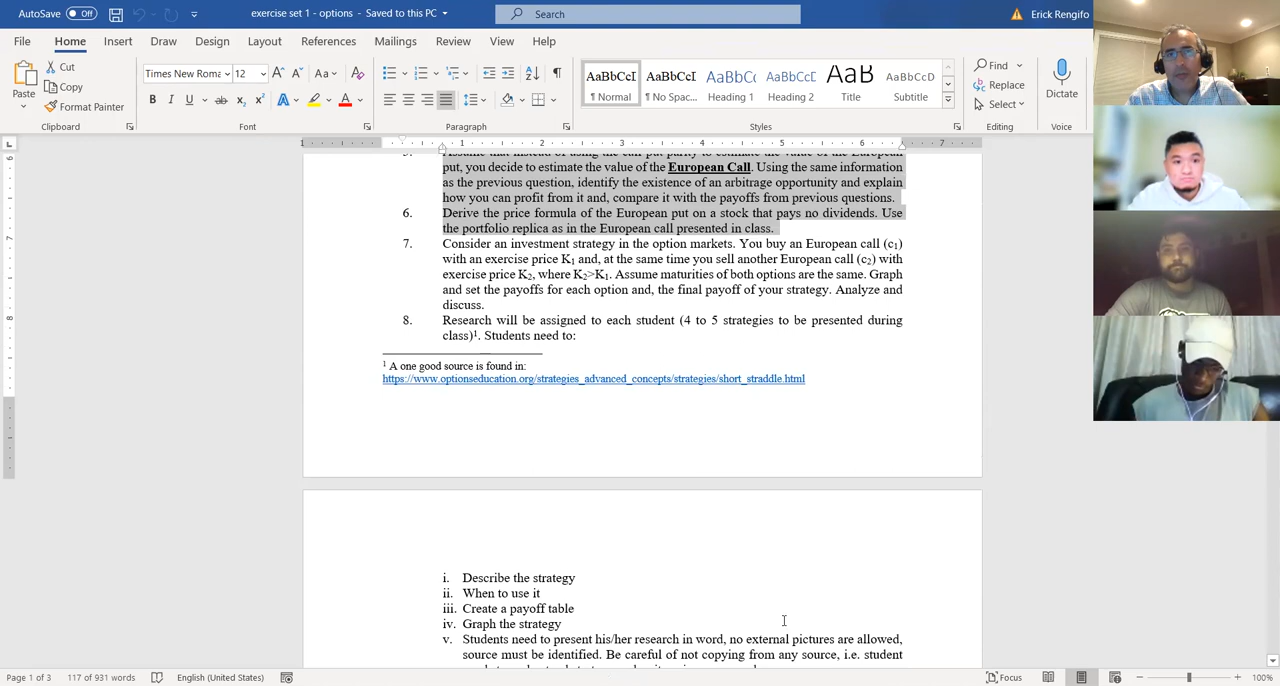 AutoSave Off exercise set 1 - options - Saved to this PC Search Erick Rengifo
File Home Insert Draw Design Layout References Mailings Review View Help
Paste Cut Copy Format Painter
Times New Roma 12 Aa
B I U ab x₂ x² A A
AaBbCcI AaBbCcI AaBbC( AaBbCcE AaB AaBbCcD
¶ Normal ¶ No Spac... Heading 1 Heading 2 Title Subtitle
Find Replace Select Dictate
Clipboard Font Paragraph Styles Editing Voice
1 1 2 3 4 5 6 7
put, you decide to estimate the value of the European Call. Using the same information
as the previous question, identify the existence of an arbitrage opportunity and explain
how you can profit from it and, compare it with the payoffs from previous questions.
6. Derive the price formula of the European put on a stock that pays no dividends. Use
the portfolio replica as in the European call presented in class.
7. Consider an investment strategy in the option markets. You buy an European call (c₁)
with an exercise price K₁ and, at the same time you sell another European call (c₂) with
exercise price K₂, where K₂>K₁. Assume maturities of both options are the same. Graph
and set the payoffs for each option and, the final payoff of your strategy. Analyze and
discuss.
8. Research will be assigned to each student (4 to 5 strategies to be presented during
class)¹. Students need to:
¹ A one good source is found in:
https://www.optionseducation.org/strategies_advanced_concepts/strategies/short_straddle.html
i. Describe the strategy
ii. When to use it
iii. Create a payoff table
iv. Graph the strategy
v. Students need to present his/her research in word, no external pictures are allowed,
source must be identified. Be careful of not copying from any source, i.e. student
Page 1 of 3 117 of 931 words English (United States) Focus 100%